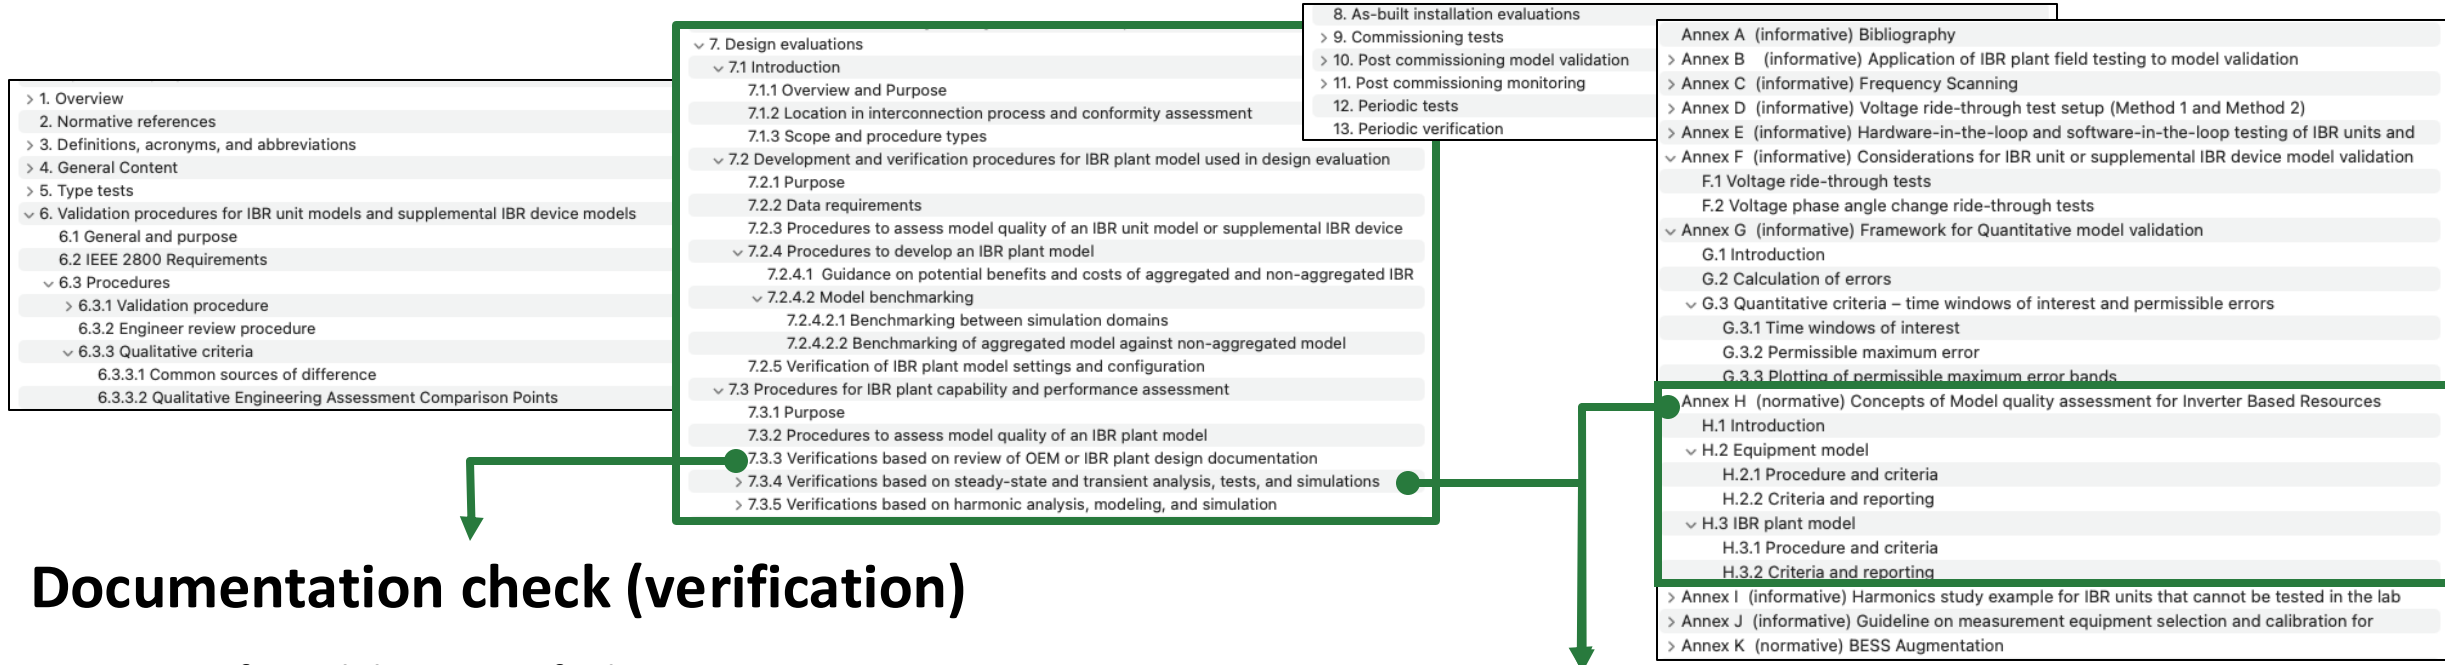 1. Overview
2. Normative references
3. Definitions, acronyms, and abbreviations
4. General Content
5. Type tests
6. Validation procedures for IBR unit models and supplemental IBR device models
6.1 General and purpose
6.2 IEEE 2800 Requirements
6.3 Procedures
6.3.1 Validation procedure
6.3.2 Engineer review procedure
6.3.3 Qualitative criteria
6.3.3.1 Common sources of difference
6.3.3.2 Qualitative Engineering Assessment Comparison Points
7. Design evaluations
7.1 Introduction
7.1.1 Overview and Purpose
7.1.2 Location in interconnection process and conformity assessment
7.1.3 Scope and procedure types
7.2 Development and verification procedures for IBR plant model used in design evaluation
7.2.1 Purpose
7.2.2 Data requirements
7.2.3 Procedures to assess model quality of an IBR unit model or supplemental IBR device
7.2.4 Procedures to develop an IBR plant model
7.2.4.1 Guidance on potential benefits and costs of aggregated and non-aggregated IBR
7.2.4.2 Model benchmarking
7.2.4.2.1 Benchmarking between simulation domains
7.2.4.2.2 Benchmarking of aggregated model against non-aggregated model
7.2.5 Verification of IBR plant model settings and configuration
7.3 Procedures for IBR plant capability and performance assessment
7.3.1 Purpose
7.3.2 Procedures to assess model quality of an IBR plant model
7.3.3 Verifications based on review of OEM or IBR plant design documentation
7.3.4 Verifications based on steady-state and transient analysis, tests, and simulations
7.3.5 Verifications based on harmonic analysis, modeling, and simulation
8. As-built installation evaluations
9. Commissioning tests
10. Post commissioning model validation
11. Post commissioning monitoring
12. Periodic tests
13. Periodic verification
Annex A (informative) Bibliography
Annex B (informative) Application of IBR plant field testing to model validation
Annex C (informative) Frequency Scanning
Annex D (informative) Voltage ride-through test setup (Method 1 and Method 2)
Annex E (informative) Hardware-in-the-loop and software-in-the-loop testing of IBR units and
Annex F (informative) Considerations for IBR unit or supplemental IBR device model validation
F.1 Voltage ride-through tests
F.2 Voltage phase angle change ride-through tests
Annex G (informative) Framework for Quantitative model validation
G.1 Introduction
G.2 Calculation of errors
G.3 Quantitative criteria – time windows of interest and permissible errors
G.3.1 Time windows of interest
G.3.2 Permissible maximum error
G.3.3 Plotting of permissible maximum error bands
Annex H (normative) Concepts of Model quality assessment for Inverter Based Resources
H.1 Introduction
H.2 Equipment model
H.2.1 Procedure and criteria
H.2.2 Criteria and reporting
H.3 IBR plant model
H.3.1 Procedure and criteria
H.3.2 Criteria and reporting
Annex I (informative) Harmonics study example for IBR units that cannot be tested in the lab
Annex J (informative) Guideline on measurement equipment selection and calibration for
Annex K (normative) BESS Augmentation
Documentation check (verification)